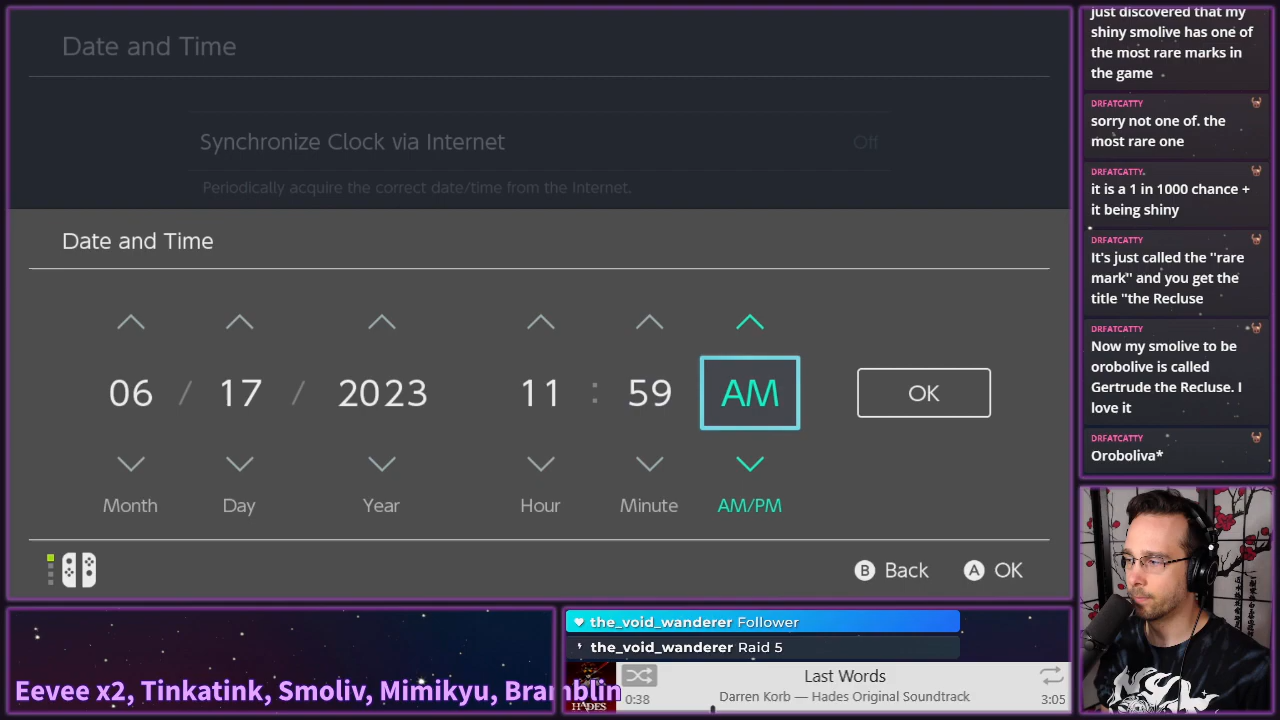 Date and Time
Synchronize Clock via Internet Off
Periodically acquire the correct date/time from the Internet.
Date and Time
06 / 17 / 2023 11 : 59 AM OK
Month Day Year Hour Minute AM/PM
B Back A OK
just discovered that my
shiny smolive has one of
the most rare marks in
the game
DRFATCATTY
sorry not one of. the
most rare one
DRFATCATTY
it is a 1 in 1000 chance +
it being shiny
DRFATCATTY
It's just called the "rare
mark" and you get the
title "the Recluse
DRFATCATTY
Now my smolive to be
orobolive is called
Gertrude the Recluse. I
love it
DRFATCATTY
Oroboliva*
Eevee x2, Tinkatink, Smoliv, Mimikyu, Bramblin
the_void_wanderer Follower
the_void_wanderer Raid 5
HADES
Last Words
0:38 Darren Korb — Hades Original Soundtrack 3:05